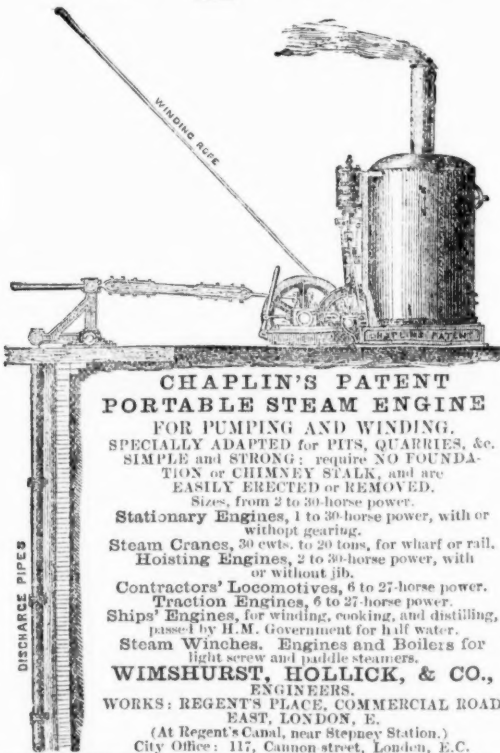 WINDING ROPE
CHAPLINS PATENT
DISCHARGE PIPES
CHAPLIN'S PATENT
PORTABLE STEAM ENGINE
FOR PUMPING AND WINDING.
SPECIALLY ADAPTED for PITS, QUARRIES, &c.
SIMPLE and STRONG; require NO FOUNDA-
TION or CHIMNEY STALK, and are
EASILY ERECTED or REMOVED.
Sizes, from 2 to 30-horse power.
Stationary Engines, 1 to 30-horse power, with or
withopt gearing.
Steam Cranes, 30 cwts. to 20 tons, for wharf or rail.
Hoisting Engines, 2 to 30-horse power, with
or without jib.
Contractors' Locomotives, 6 to 27-horse power.
Traction Engines, 6 to 27-horse power.
Ships' Engines, for winding, cooking, and distilling,
passed by H.M. Government for half water.
Steam Winches. Engines and Boilers for
light screw and paddle steamers.
WIMSHURST, HOLLICK, & CO.,
ENGINEERS.
WORKS: REGENT'S PLACE, COMMERCIAL ROAD
EAST, LONDON, E.
(At Regent's Canal, near Stepney Station.)
City Office: 117, Cannon street, London, E.C.